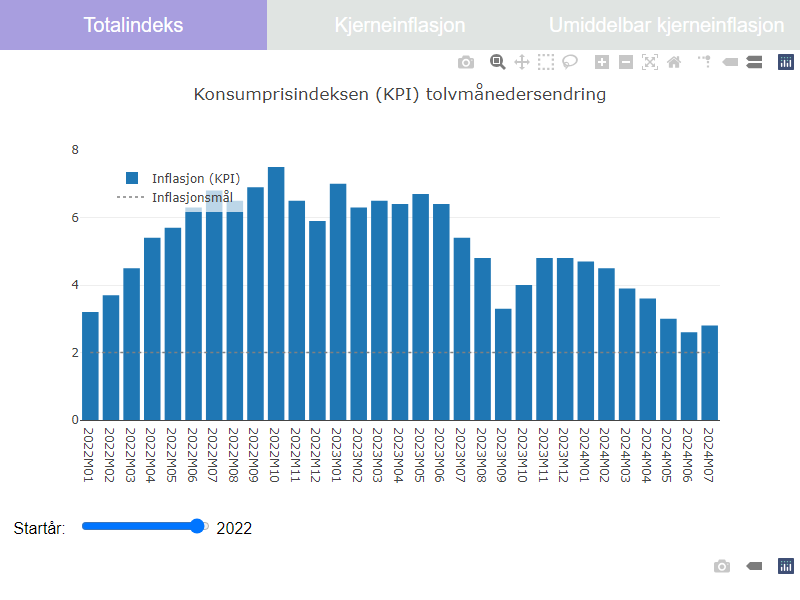 Totalindeks
Kjerneinflasjon
Umiddelbar kjerneinflasjon
Konsumprisindeksen (KPI) tolvmånedersendring
8
6
4
2
0
Inflasjon (KPI)
Inflasjonsmål
2022M01
2022M02
2022M03
2022M04
2022M05
2022M06
2022M07
2022M08
2022M09
2022M10
2022M11
2022M12
2023M01
2023M02
2023M03
2023M04
2023M05
2023M06
2023M07
2023M08
2023M09
2023M10
2023M11
2023M12
2024M01
2024M02
2024M03
2024M04
2024M05
2024M06
2024M07
Startår: 2022